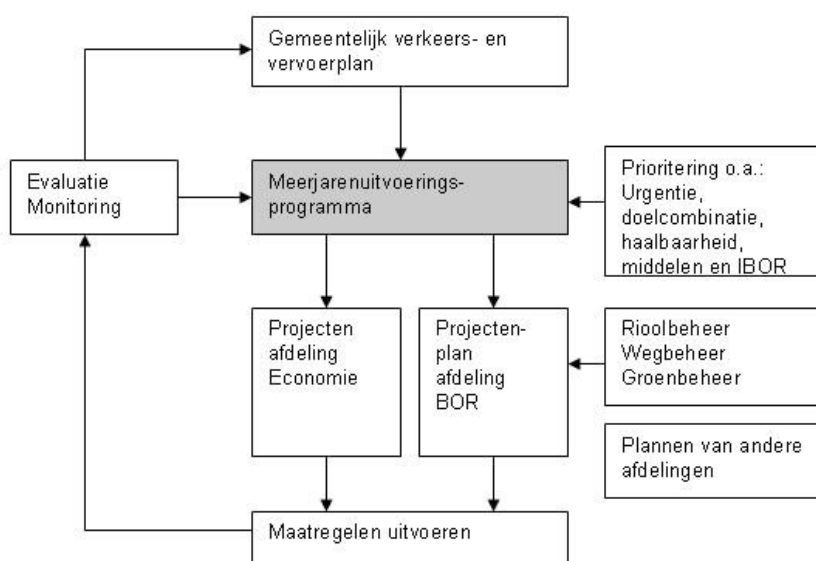 Gemeentelijk verkeers- en
vervoerplan
Evaluatie
Monitoring
Meerjarenuitvoerings-
programma
Prioritering o.a.:
Urgentie,
doelcombinatie,
haalbaarheid,
middelen en IBOR
Projecten
afdeling
Economie
Projecten-
plan
afdeling
BOR
Rioolbeheer
Wegbeheer
Groenbeheer
Plannen van andere
afdelingen
Maatregelen uitvoeren